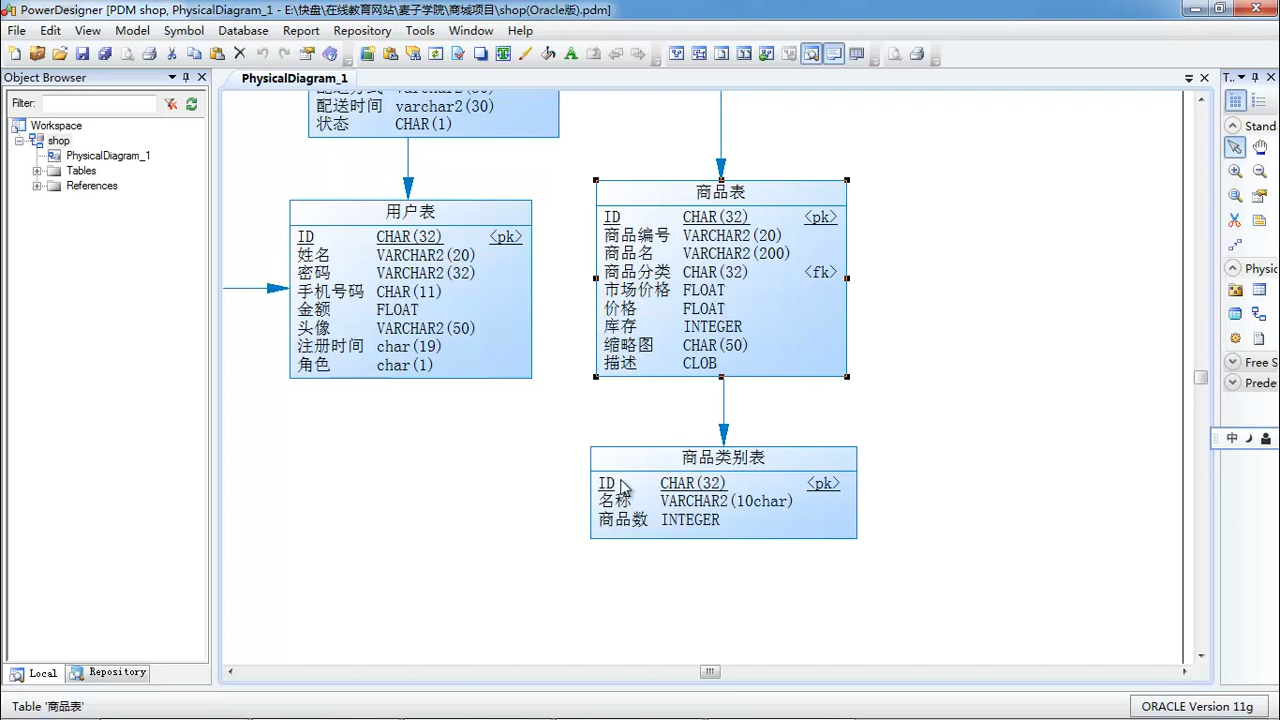 PowerDesigner [PDM shop, PhysicalDiagram_1 - E:\快盘\在线教育网站\麦子学院\商城项目\shop(Oracle版).pdm]
File Edit View Model Symbol Database Report Repository Tools Window Help
Object Browser
Filter:
Workspace
shop
PhysicalDiagram_1
Tables
References
Local Repository
PhysicalDiagram_1
配送方式 varchar2(30)
配送时间 varchar2(30)
状态 CHAR(1)
用户表
ID CHAR(32) <pk>
姓名 VARCHAR2(20)
密码 VARCHAR2(32)
手机号码 CHAR(11)
金额 FLOAT
头像 VARCHAR2(50)
注册时间 char(19)
角色 char(1)
商品表
ID CHAR(32) <pk>
商品编号 VARCHAR2(20)
商品名 VARCHAR2(200)
商品分类 CHAR(32) <fk>
市场价格 FLOAT
价格 FLOAT
库存 INTEGER
缩略图 CHAR(50)
描述 CLOB
商品类别表
ID CHAR(32) <pk>
名称 VARCHAR2(10char)
商品数 INTEGER
T...
Stand
Physic
Free S
Prede
中
Table '商品表'
ORACLE Version 11g